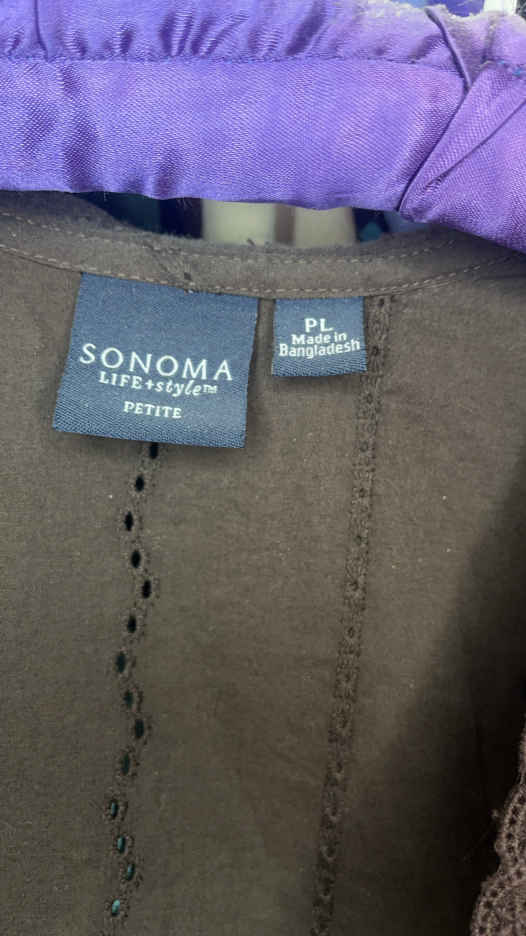 SONOMA
LIFE+style™
PETITE
PL
Made in
Bangladesh